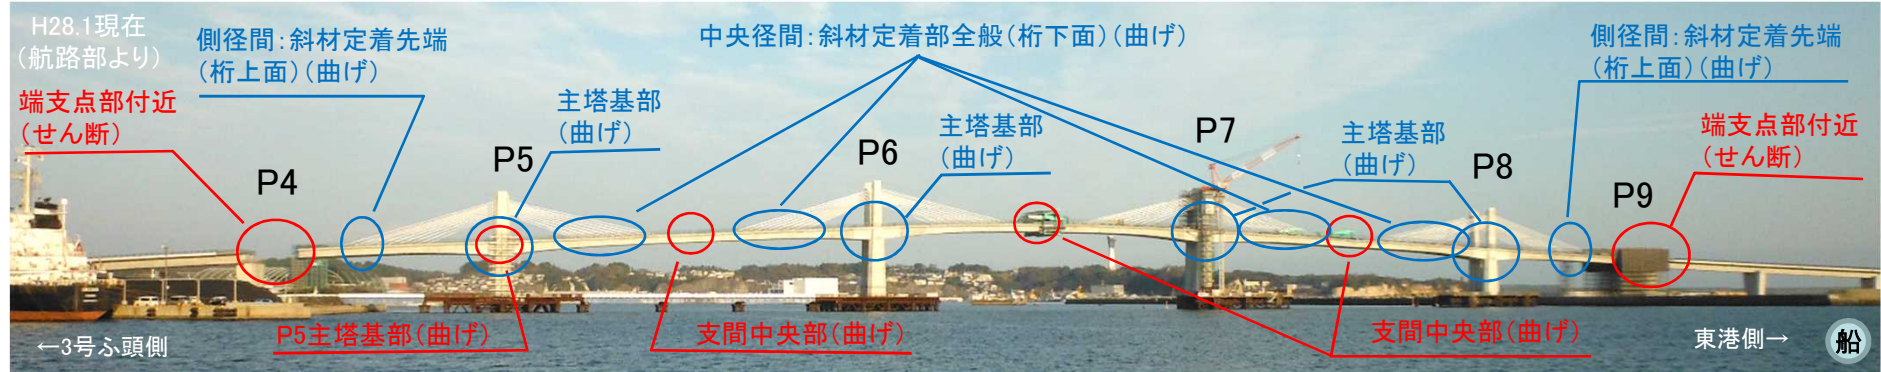 H28.1現在
（航路部より）
側径間：斜材定着先端
（桁上面）（曲げ）
端支点部付近
（せん断）
P4
主塔基部
（曲げ）
P5
中央径間：斜材定着部全般（桁下面）（曲げ）
P6
主塔基部
（曲げ）
P7
主塔基部
（曲げ）
P8
側径間：斜材定着先端
（桁上面）（曲げ）
端支点部付近
（せん断）
P9
←3号ふ頭側
P5主塔基部（曲げ）
支間中央部（曲げ）
支間中央部（曲げ）
東港側→
船